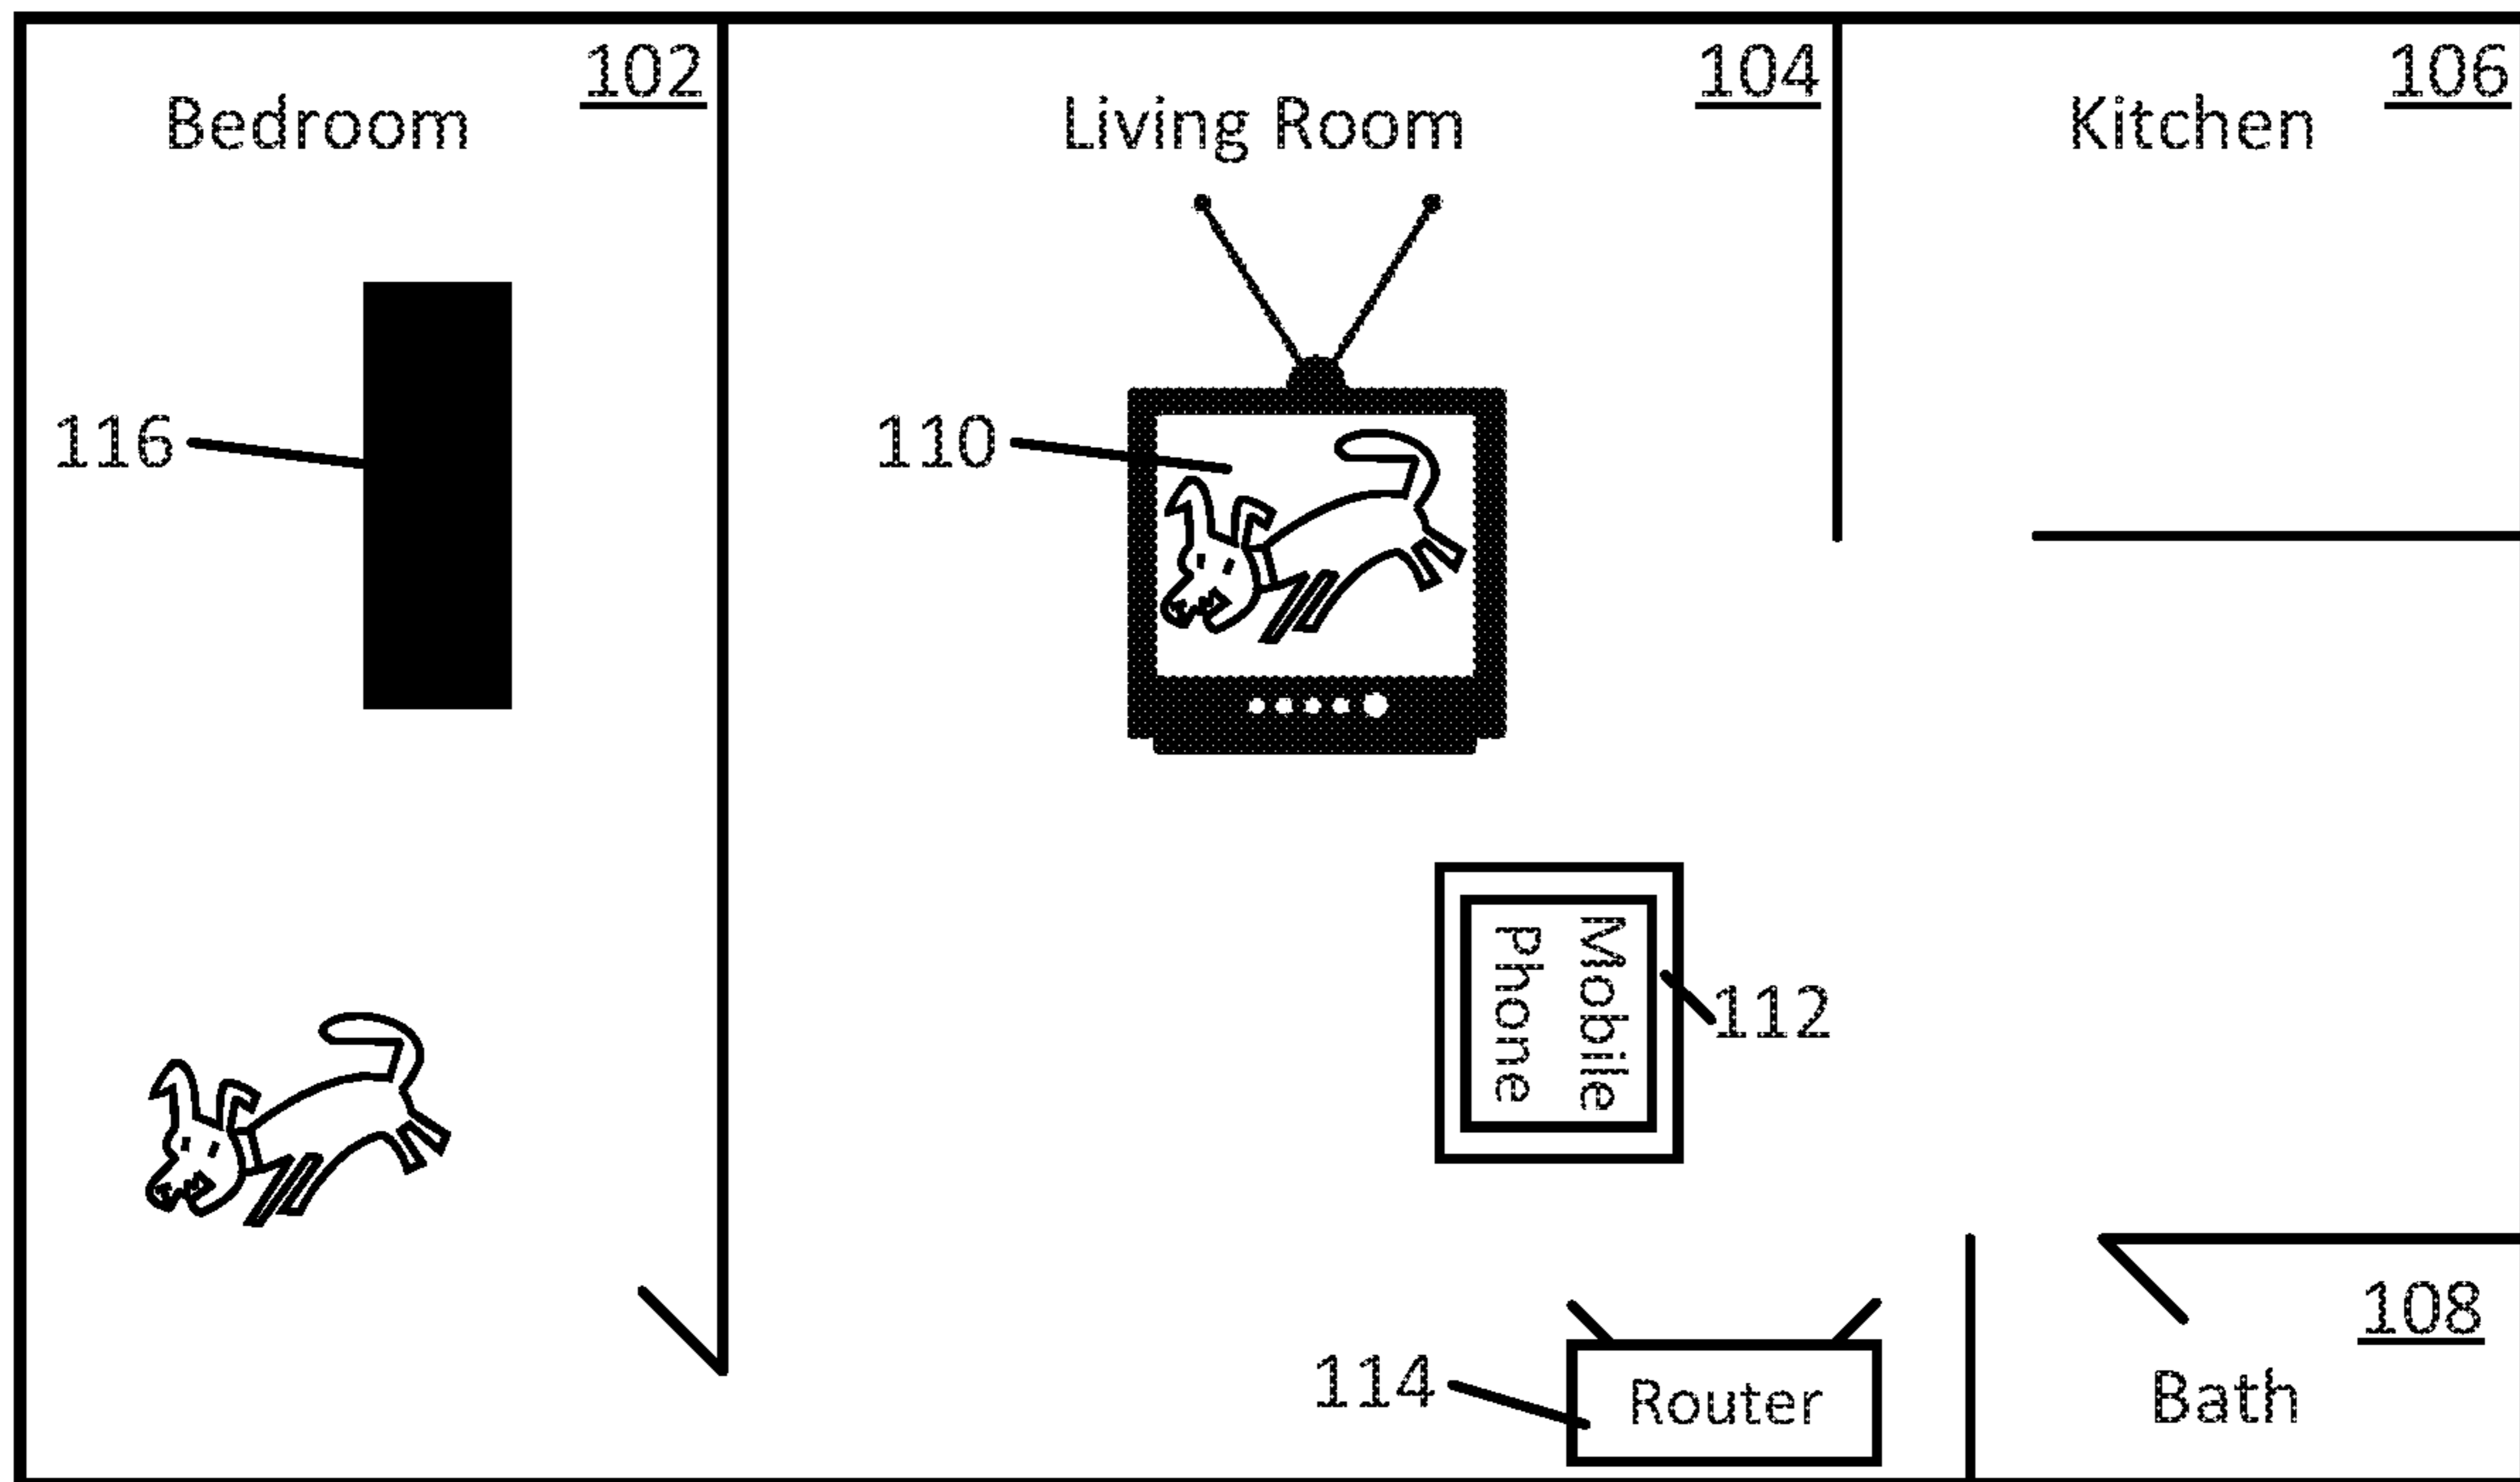 102
Bedroom
104
Living Room
106
Kitchen
116
110
Mobile
Phone
112
114
Router
108
Bath